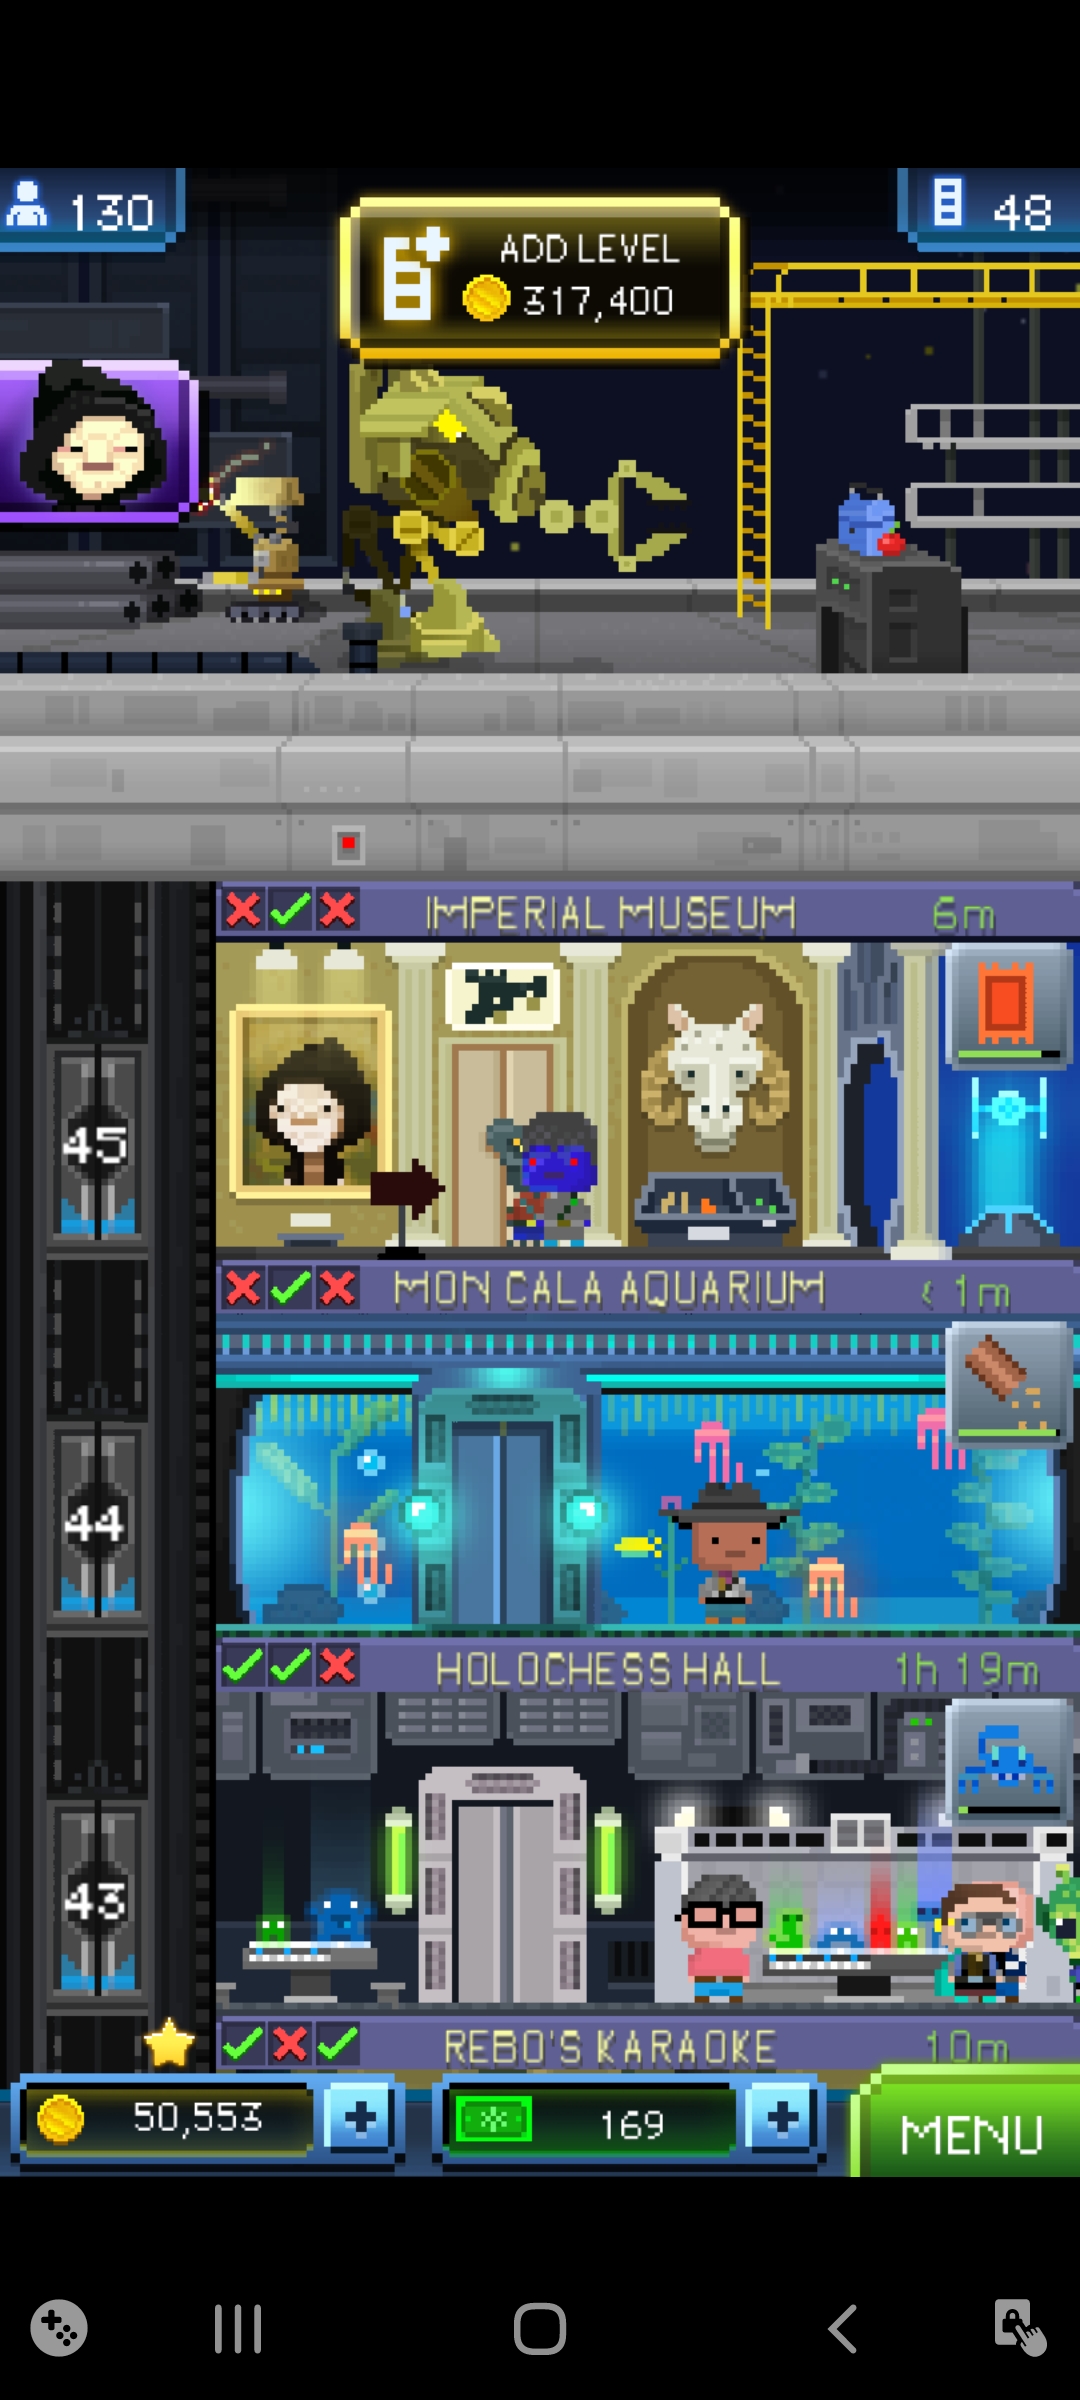 130
48
ADD LEVEL
317,400
IMPERIAL MUSEUM 6m
45
MON CALA AQUARIUM < 1m
44
HOLOCHESS HALL 1h 19m
43
REBO'S KARAOKE 10m
50,553
169
MENU